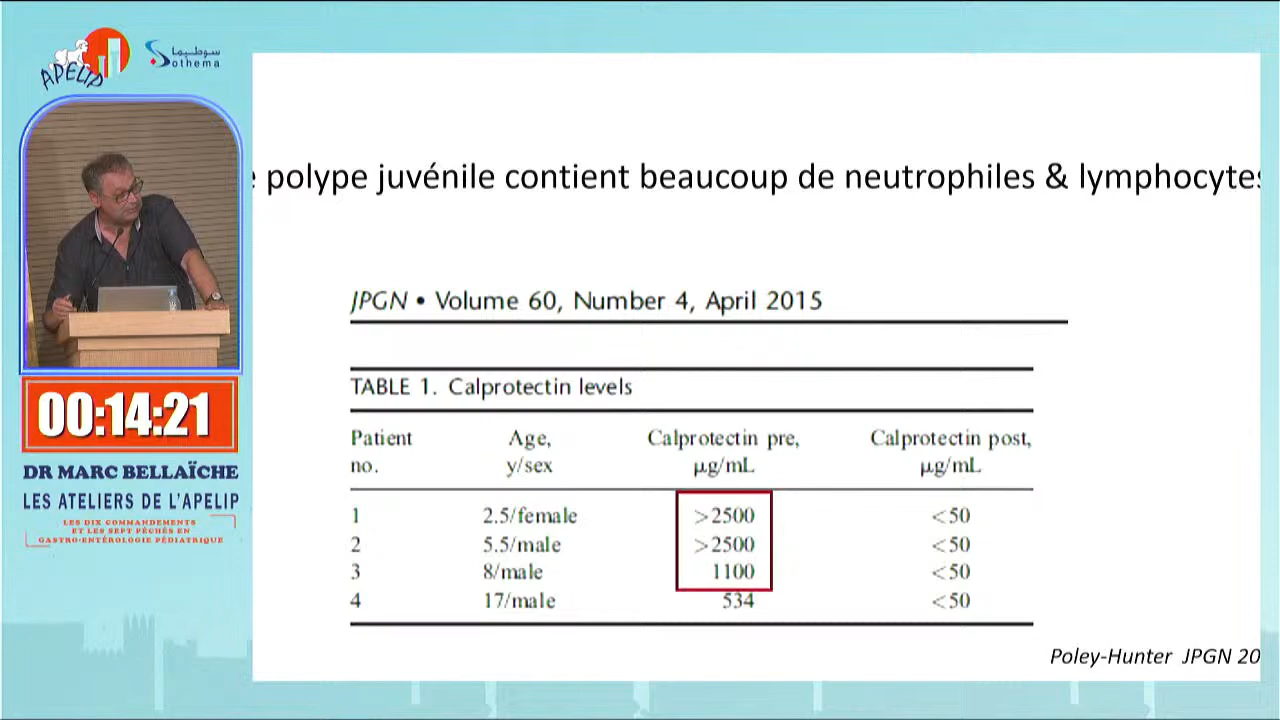 APELIP
سوطيما
Sothema
polype juvénile contient beaucoup de neutrophiles & lymphocytes
JPGN • Volume 60, Number 4, April 2015
TABLE 1. Calprotectin levels
Patient no. Age, y/sex Calprotectin pre, μg/mL Calprotectin post, μg/mL
1 2.5/female >2500 <50
2 5.5/male >2500 <50
3 8/male 1100 <50
4 17/male 534 <50
Poley-Hunter JPGN 20
00:14:21
DR MARC BELLAÏCHE
LES ATELIERS DE L'APELIP
LES DIX COMMANDEMENTS
ET LES SEPT PÉCHÉS EN
GASTRO-ENTÉROLOGIE PÉDIATRIQUE